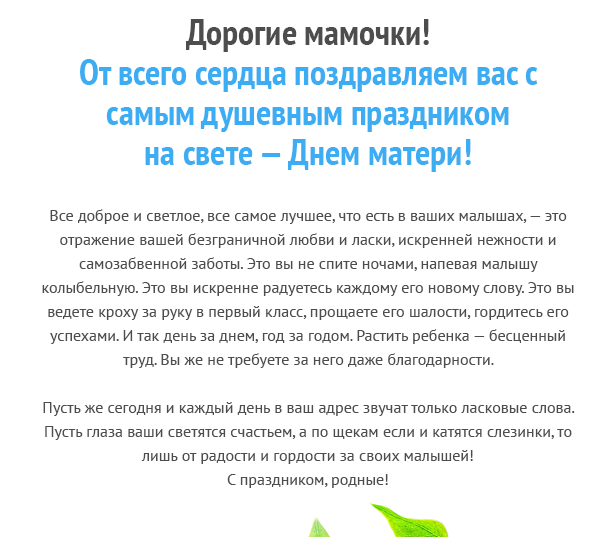 Дорогие мамочки!
От всего сердца поздравляем вас с
самым душевным праздником
на свете — Днем матери!
Все доброе и светлое, все самое лучшее, что есть в ваших малышах, — это
отражение вашей безграничной любви и ласки, искренней нежности и
самозабвенной заботы. Это вы не спите ночами, напевая малышу
колыбельную. Это вы искренне радуетесь каждому его новому слову. Это вы
ведете кроху за руку в первый класс, прощаете его шалости, гордитесь его
успехами. И так день за днем, год за годом. Растить ребенка — бесценный
труд. Вы же не требуете за него даже благодарности.
Пусть же сегодня и каждый день в ваш адрес звучат только ласковые слова.
Пусть глаза ваши светятся счастьем, а по щекам если и катятся слезинки, то
лишь от радости и гордости за своих малышей!
С праздником, родные!